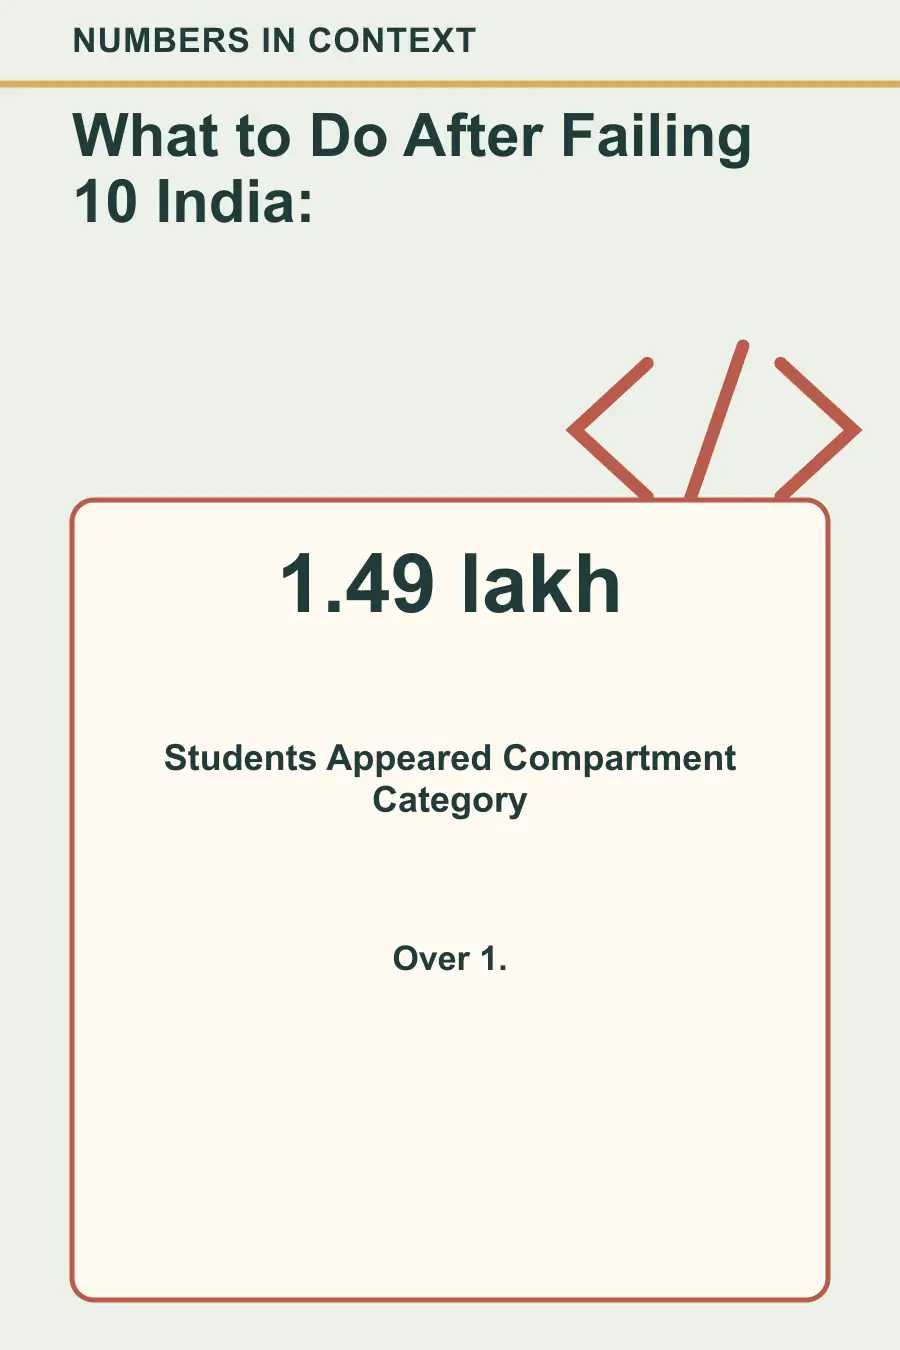 NUMBERS IN CONTEXT
What to Do After Failing
10 India:
1.49 lakh
Students Appeared Compartment
Category
Over 1.